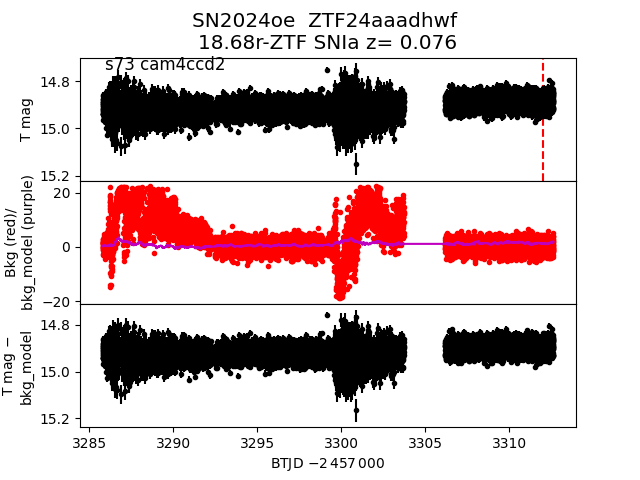 SN2024oe  ZTF24aaadhwf
18.68r-ZTF SNIa z= 0.076
s73 cam4ccd2
14.8
15.0
15.2
T mag
20
0
−20
Bkg (red)/
bkg_model (purple)
14.8
15.0
15.2
T mag −
bkg_model
3285
3290
3295
3300
3305
3310
BTJD −2 457 000